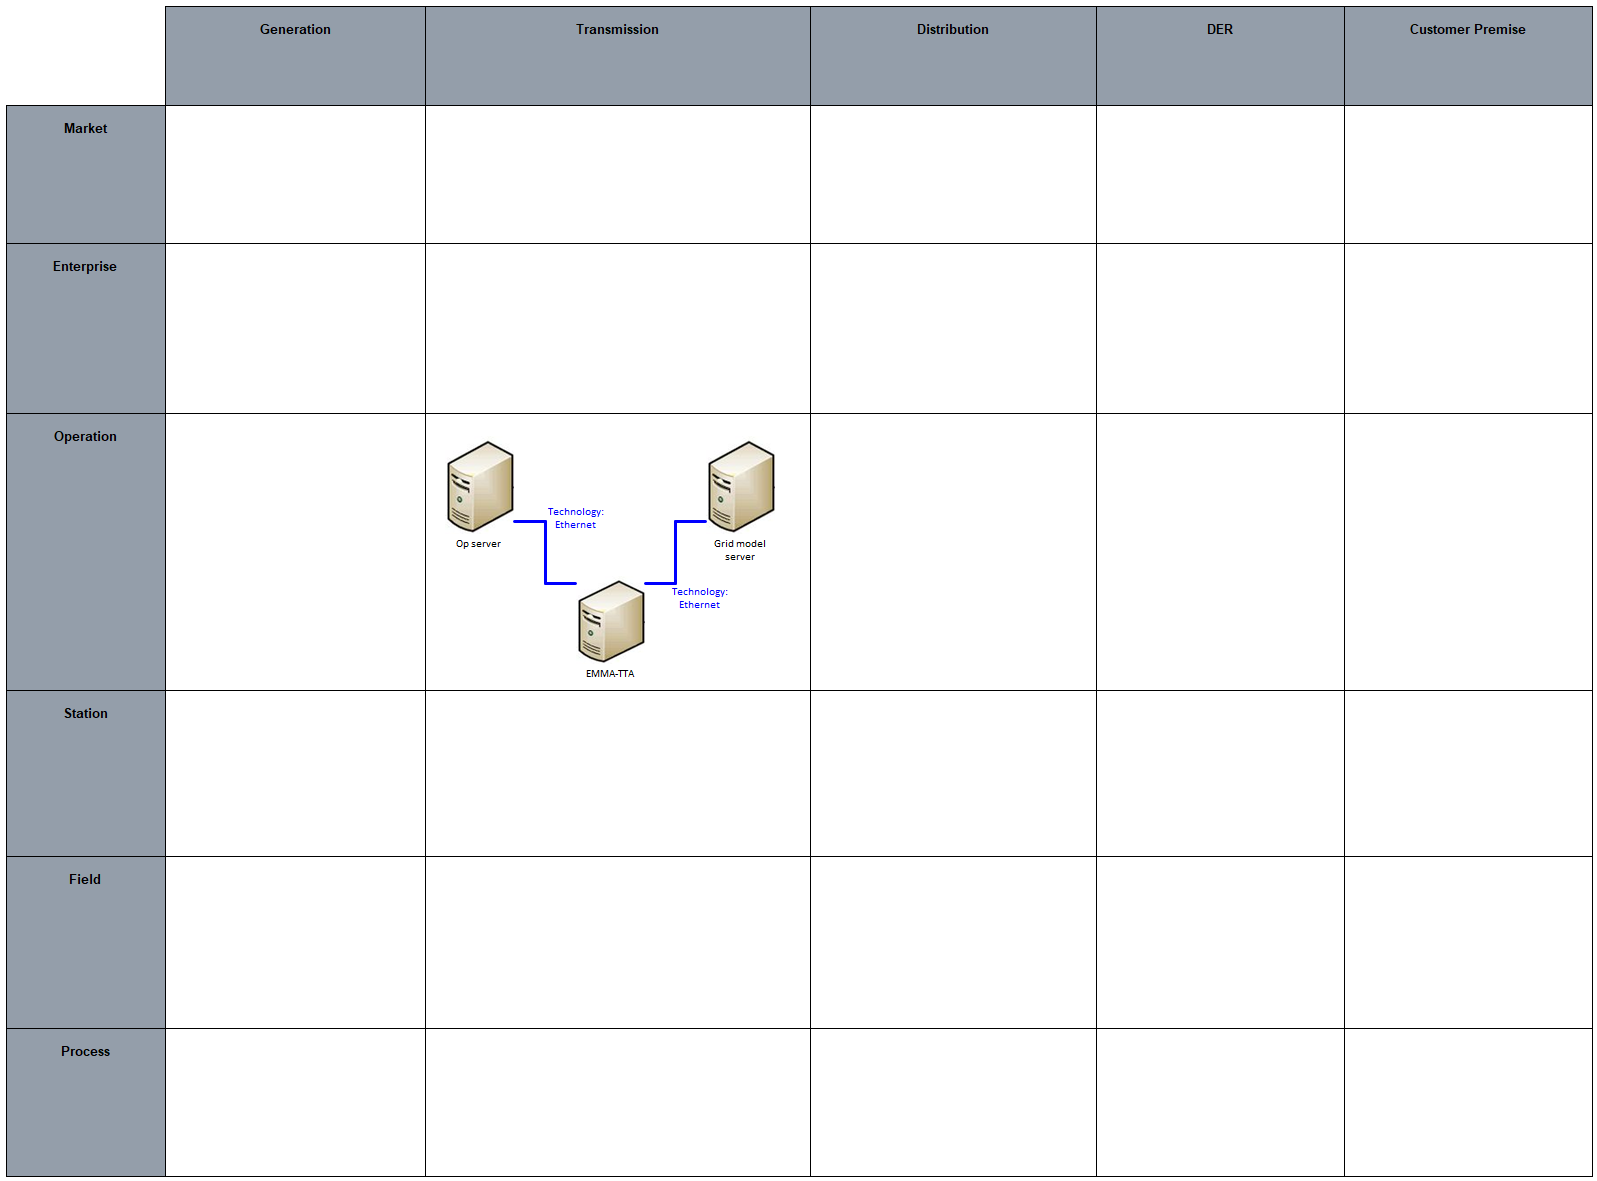 Generation
Transmission
Distribution
DER
Customer Premise
Market
Enterprise
Operation
Technology:
Ethernet
Op server
Grid model
server
Technology:
Ethernet
EMMA-TTA
Station
Field
Process